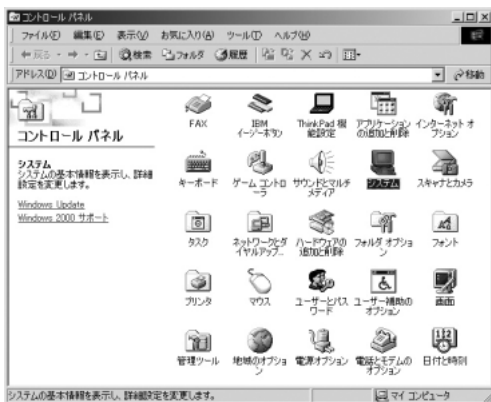 コントロール パネル
ファイル(F) 編集(E) 表示(V) お気に入り(A) ツール(T) ヘルプ(H)
戻る 検索 フォルダ 履歴
アドレス(D) コントロール パネル 移動
コントロール パネル
システム
システムの基本情報を表示し、詳細
設定を変更します。
Windows Update
Windows 2000 サポート
FAX
IBM
イージーボタン
ThinkPad 機
能設定
アプリケーション
の追加と削除
インターネット オ
プション
キーボード
ゲーム コントロ
ーラ
サウンドとマルチ
メディア
システム
スキャナとカメラ
タスク
ネットワークとダ
イヤルアップ...
ハードウェアの
追加と削除
フォルダ オプショ
ン
フォント
プリンタ
マウス
ユーザーとパス
ワード
ユーザー補助の
オプション
画面
管理ツール
地域のオプショ
ン
電源オプション
電話とモデムの
オプション
日付と時刻
システムの基本情報を表示し、詳細設定を変更します。 マイ コンピュータ